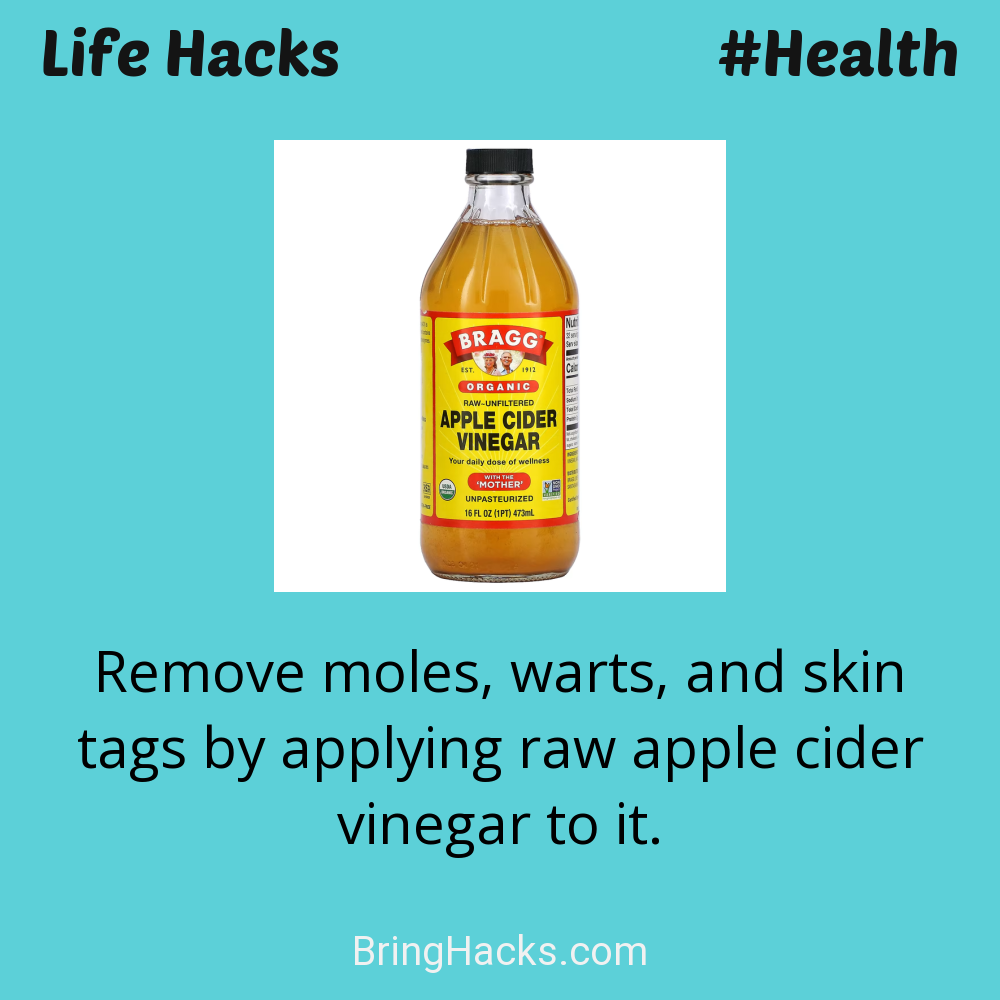 Life Hacks
#Health
BRAGG
EST. 1912
ORGANIC
RAW-UNFILTERED
APPLE CIDER
VINEGAR
Your daily dose of wellness
WITH THE
'MOTHER'
UNPASTEURIZED
16 FL OZ (1PT) 473mL
USDA
ORGANIC
Remove moles, warts, and skin
tags by applying raw apple cider
vinegar to it.
BringHacks.com